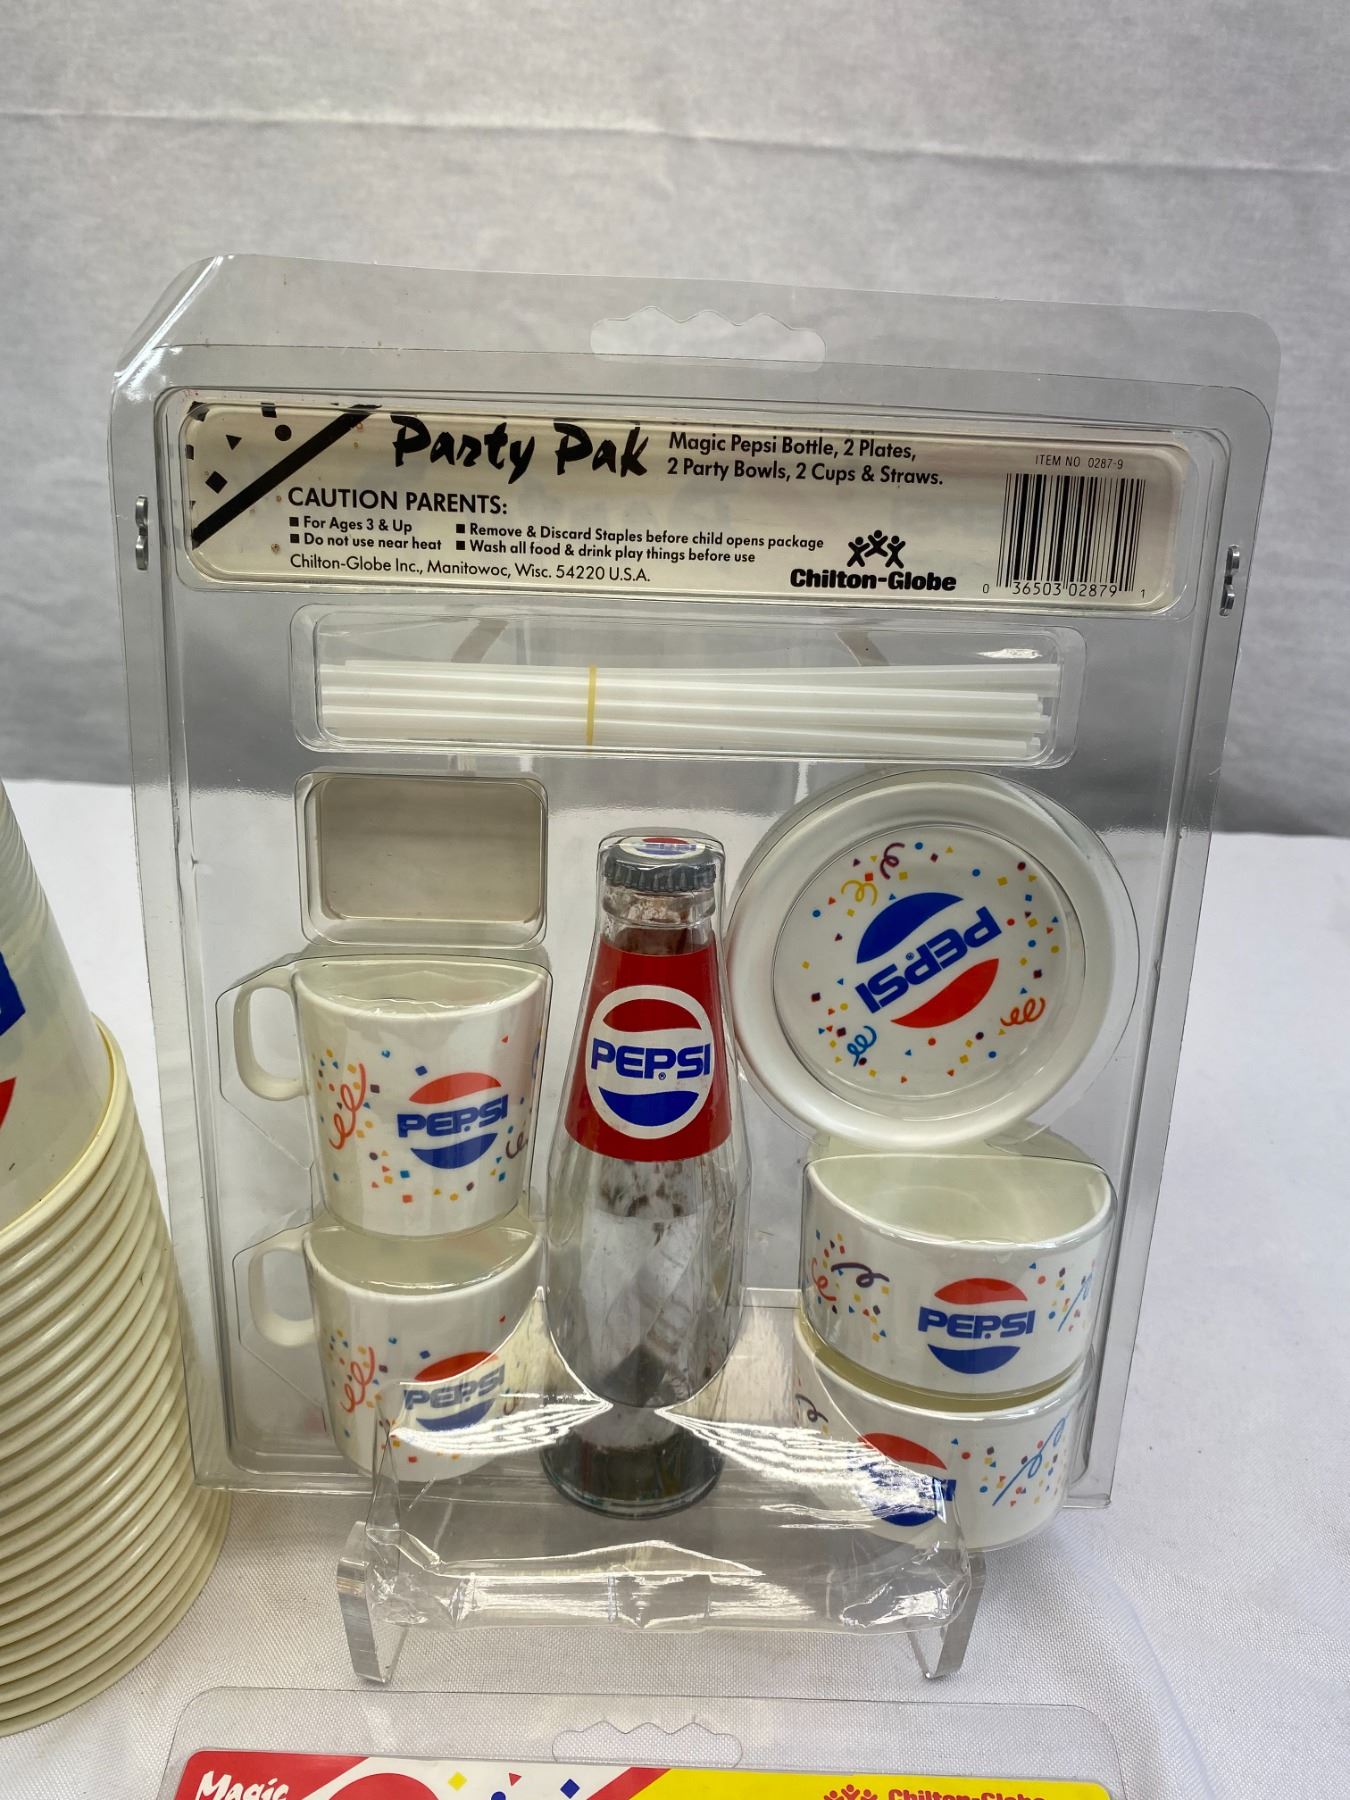 Party Pak
Magic Pepsi Bottle, 2 Plates,
2 Party Bowls, 2 Cups & Straws.
ITEM NO 0287-9
CAUTION PARENTS:
■ For Ages 3 & Up
■ Do not use near heat
■ Remove & Discard Staples before child opens package
■ Wash all food & drink play things before use
Chilton-Globe Inc., Manitowoc, Wisc. 54220 U.S.A.
Chilton-Globe
0 36503 02879 1
PEPSI
PEPSI
PEPSI®
PEPSI
PEPSI
PEPSI
Magic
Chilton-Globe